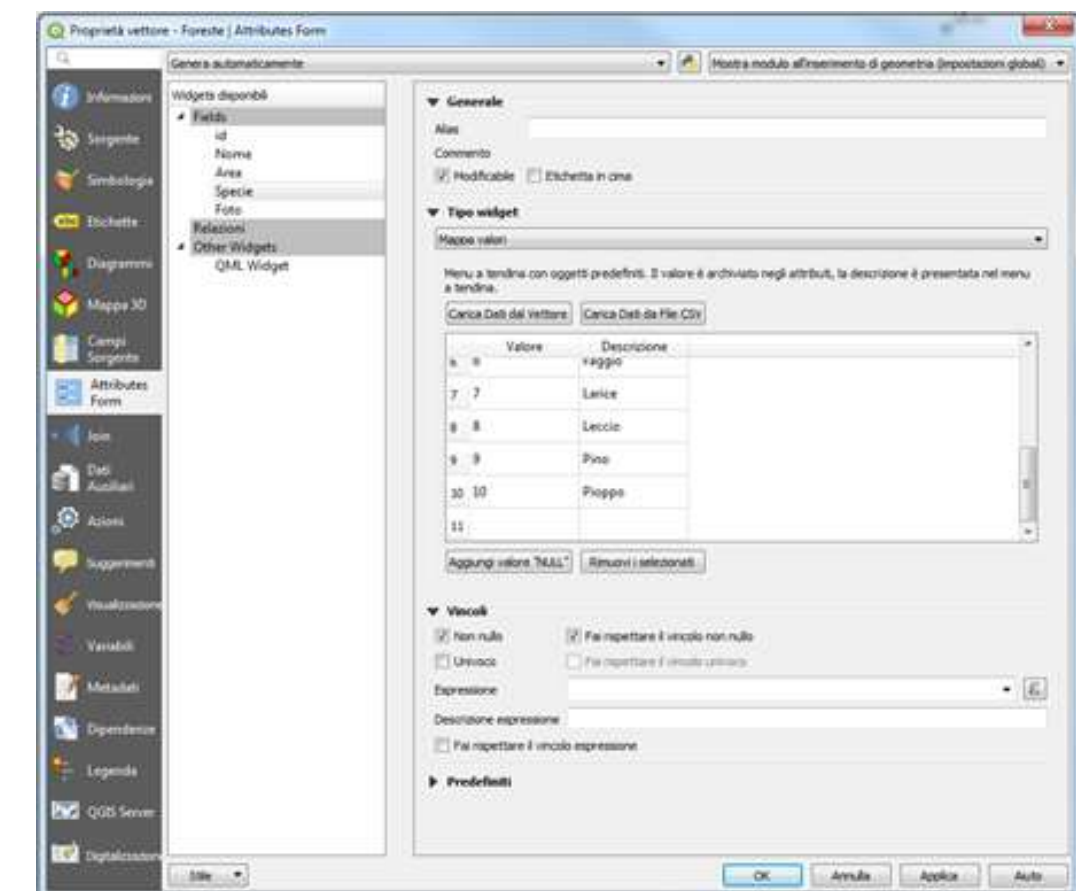 Proprietà vettore - Foreste | Attributes Form
Genera automaticamente
Mostra modulo all'inserimento di geometria (impostazioni globali)
Informazioni
Sorgente
Simbologia
abc Etichette
Diagrammi
Mappe 3D
Campi
Sorgente
Attributes
Form
Join
Dati
Ausiliari
Azioni
Suggerimenti
Visualizzazione
Variabili
Metadati
Dipendenze
Legenda
QGIS Server
Digitalizzazione
Widgets disponibili
Fields
id
Nome
Area
Specie
Foto
Relazioni
Other Widgets
QML Widget
Generale
Alias
Commento
Modificabile Etichetta in cima
Tipo widget
Mappa valori
Menu a tendina con oggetti predefiniti. Il valore è archiviato negli attributi, la descrizione è presentata nel menu
a tendina.
Carica Dati dal Vettore Carica Dati da File CSV
Valore Descrizione
6 6 Faggio
7 7 Larice
8 8 Leccio
9 9 Pino
10 10 Pioppo
11
Aggiungi valore "NULL" Rimuovi i selezionati
Vincoli
Non nullo Fai rispettare il vincolo non nullo
Univoco Fai rispettare il vincolo univoco
Espressione
Descrizione espressione
Fai rispettare il vincolo espressione
Predefiniti
Stile
OK Annulla Applica Aiuto